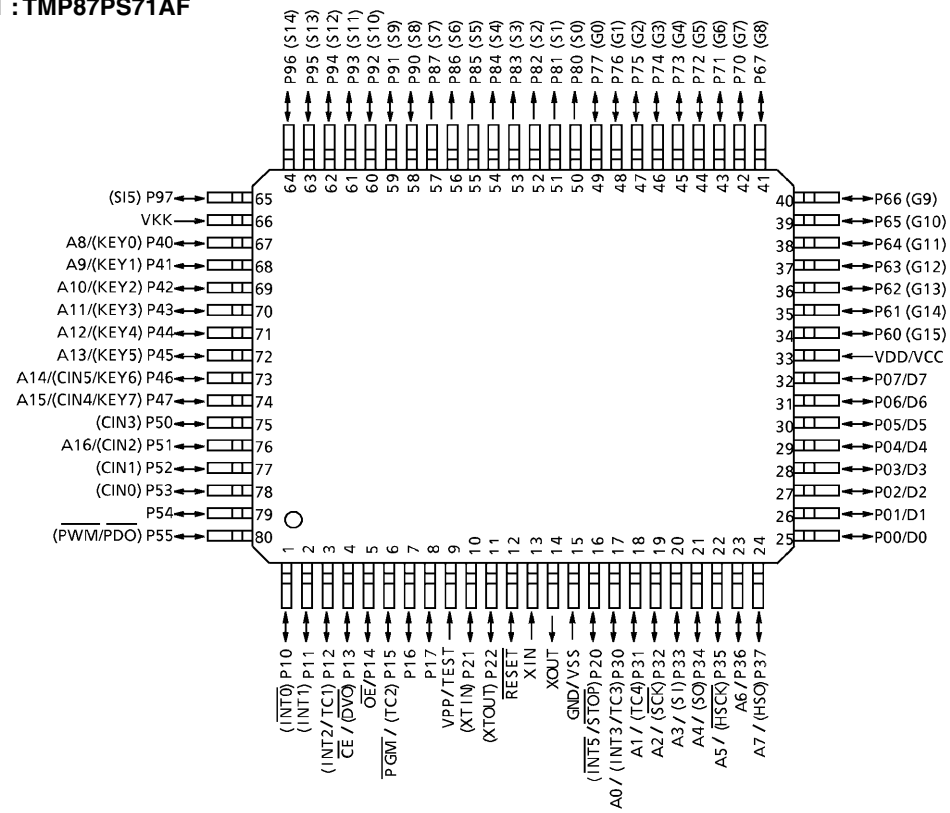 : TMP87PS71AF
P96 (S14)
P95 (S13)
P94 (S12)
P93 (S11)
P92 (S10)
P91 (S9)
P90 (S8)
P87 (S7)
P86 (S6)
P85 (S5)
P84 (S4)
P83 (S3)
P82 (S2)
P81 (S1)
P80 (S0)
P77 (G0)
P76 (G1)
P75 (G2)
P74 (G3)
P73 (G4)
P72 (G5)
P71 (G6)
P70 (G7)
P67 (G8)
64 63 62 61 60 59 58 57 56 55 54 53 52 51 50 49 48 47 46 45 44 43 42 41
(SI5) P97 65
VKK 66
A8/(KEY0) P40 67
A9/(KEY1) P41 68
A10/(KEY2) P42 69
A11/(KEY3) P43 70
A12/(KEY4) P44 71
A13/(KEY5) P45 72
A14/(CIN5/KEY6) P46 73
A15/(CIN4/KEY7) P47 74
(CIN3) P50 75
A16/(CIN2) P51 76
(CIN1) P52 77
(CIN0) P53 78
P54 79
(PWM/PDO) P55 80
40 P66 (G9)
39 P65 (G10)
38 P64 (G11)
37 P63 (G12)
36 P62 (G13)
35 P61 (G14)
34 P60 (G15)
33 VDD/VCC
32 P07/D7
31 P06/D6
30 P05/D5
29 P04/D4
28 P03/D3
27 P02/D2
26 P01/D1
25 P00/D0
1 2 3 4 5 6 7 8 9 10 11 12 13 14 15 16 17 18 19 20 21 22 23 24
(INT0) P10
(INT1) P11
(INT2/TC1) P12
CE / (DVO) P13
OE/P14
PGM / (TC2) P15
P16
P17
VPP/TEST
(XTIN) P21
(XTOUT) P22
RESET
XIN
XOUT
GND/VSS
(INT5/STOP) P20
A0 / (INT3/TC3) P30
A1 / (TC4) P31
A2 / (SCK) P32
A3 / (SI) P33
A4 / (SO) P34
A5 / (HSCK) P35
A6 / P36
A7 / (HSO) P37